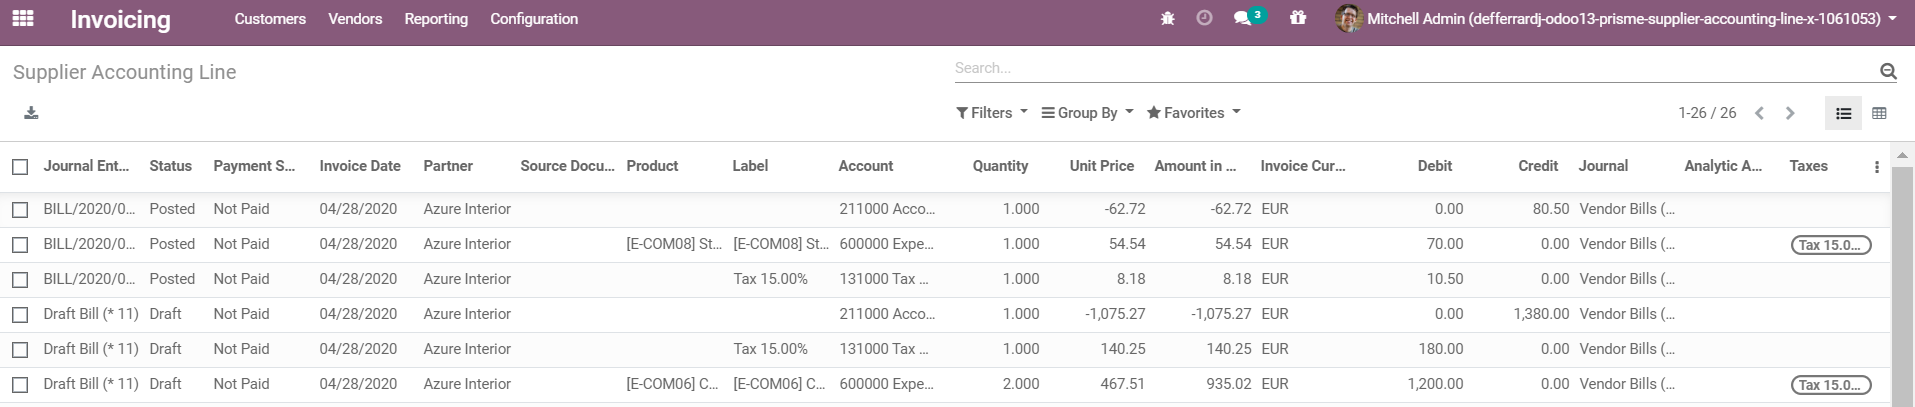 Invoicing Customers Vendors Reporting Configuration 3 Mitchell Admin (defferrardj-odoo13-prisme-supplier-accounting-line-x-1061053)
Supplier Accounting Line Search...
Filters Group By Favorites 1-26 / 26
Journal Ent... Status Payment S... Invoice Date Partner Source Docu... Product Label Account Quantity Unit Price Amount in ... Invoice Cur... Debit Credit Journal Analytic A... Taxes
BILL/2020/0... Posted Not Paid 04/28/2020 Azure Interior 211000 Acco... 1.000 -62.72 -62.72 EUR 0.00 80.50 Vendor Bills (...
BILL/2020/0... Posted Not Paid 04/28/2020 Azure Interior [E-COM08] St... [E-COM08] St... 600000 Expe... 1.000 54.54 54.54 EUR 70.00 0.00 Vendor Bills (... Tax 15.0...
BILL/2020/0... Posted Not Paid 04/28/2020 Azure Interior Tax 15.00% 131000 Tax ... 1.000 8.18 8.18 EUR 10.50 0.00 Vendor Bills (...
Draft Bill (* 11) Draft Not Paid 04/28/2020 Azure Interior 211000 Acco... 1.000 -1,075.27 -1,075.27 EUR 0.00 1,380.00 Vendor Bills (...
Draft Bill (* 11) Draft Not Paid 04/28/2020 Azure Interior Tax 15.00% 131000 Tax ... 1.000 140.25 140.25 EUR 180.00 0.00 Vendor Bills (...
Draft Bill (* 11) Draft Not Paid 04/28/2020 Azure Interior [E-COM06] C... [E-COM06] C... 600000 Expe... 2.000 467.51 935.02 EUR 1,200.00 0.00 Vendor Bills (... Tax 15.0...